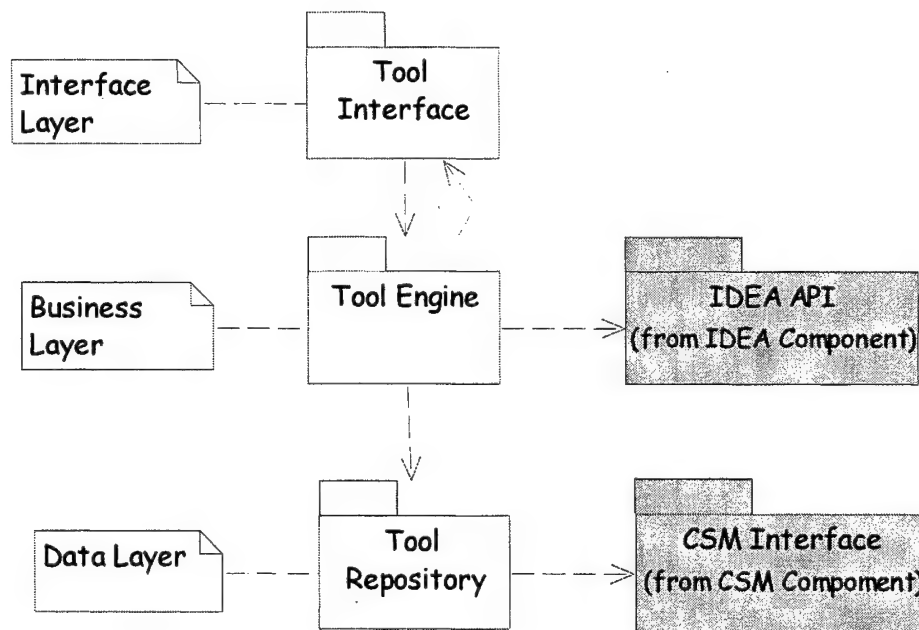 Interface
Layer
Tool
Interface
Business
Layer
Tool Engine
IDEA API
(from IDEA Component)
Data Layer
Tool
Repository
CSM Interface
(from CSM Compoment)